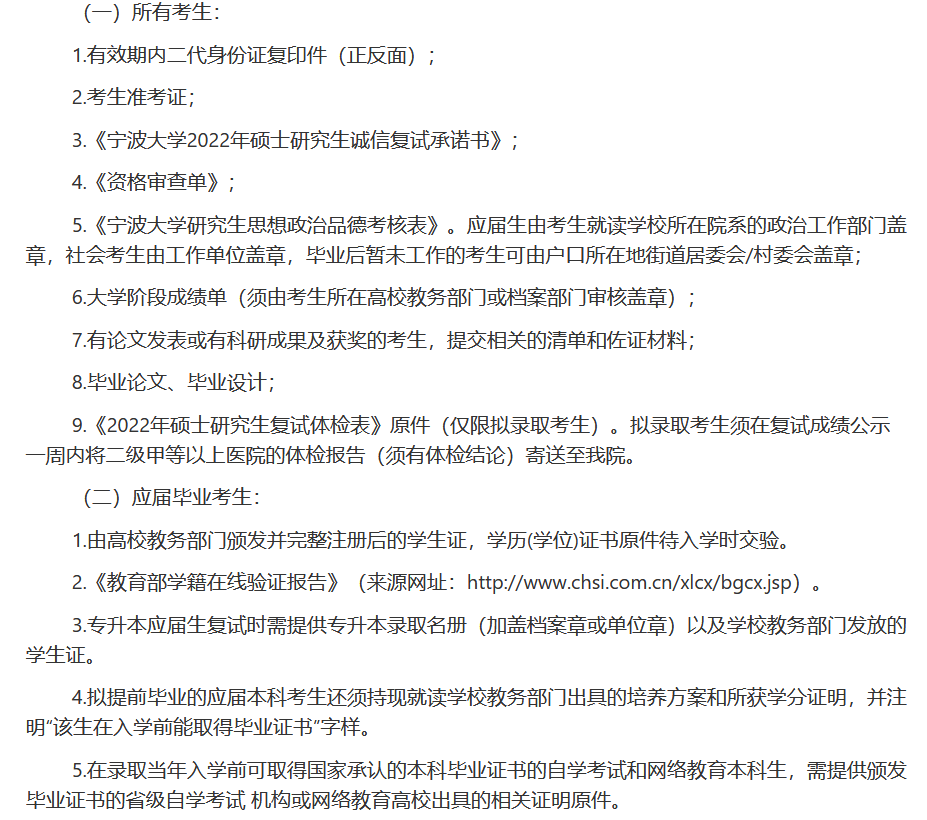 （一）所有考生：
1.有效期内二代身份证复印件（正反面）；
2.考生准考证；
3.《宁波大学2022年硕士研究生诚信复试承诺书》；
4.《资格审查单》；
5.《宁波大学研究生思想政治品德考核表》。应届生由考生就读学校所在院系的政治工作部门盖
章，社会考生由工作单位盖章，毕业后暂未工作的考生可由户口所在地街道居委会/村委会盖章；
6.大学阶段成绩单（须由考生所在高校教务部门或档案部门审核盖章）；
7.有论文发表或有科研成果及获奖的考生，提交相关的清单和佐证材料；
8.毕业论文、毕业设计；
9.《2022年硕士研究生复试体检表》原件（仅限拟录取考生）。拟录取考生须在复试成绩公示
一周内将二级甲等以上医院的体检报告（须有体检结论）寄送至我院。
（二）应届毕业考生：
1.由高校教务部门颁发并完整注册后的学生证，学历(学位)证书原件待入学时交验。
2.《教育部学籍在线验证报告》（来源网址：http://www.chsi.com.cn/xlcx/bgcx.jsp）。
3.专升本应届生复试时需提供专升本录取名册（加盖档案章或单位章）以及学校教务部门发放的
学生证。
4.拟提前毕业的应届本科考生还须持现就读学校教务部门出具的培养方案和所获学分证明，并注
明“该生在入学前能取得毕业证书”字样。
5.在录取当年入学前可取得国家承认的本科毕业证书的自学考试和网络教育本科生，需提供颁发
毕业证书的省级自学考试 机构或网络教育高校出具的相关证明原件。